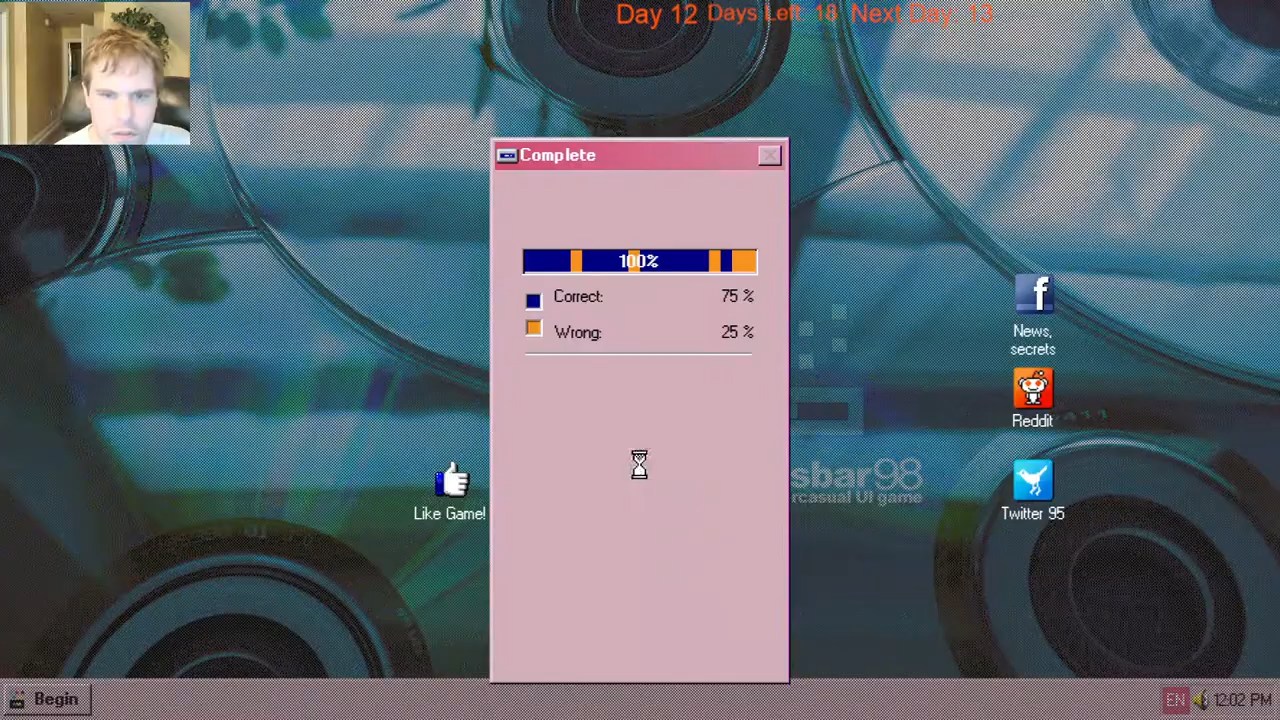 Day 12 Days Left: 18 Next Day: 13
Complete
100%
Correct: 75 %
Wrong: 25 %
News,
secrets
Reddit
sbar98
rcasual UI game
Like Game!
Twitter 95
Begin
EN 12:02 PM